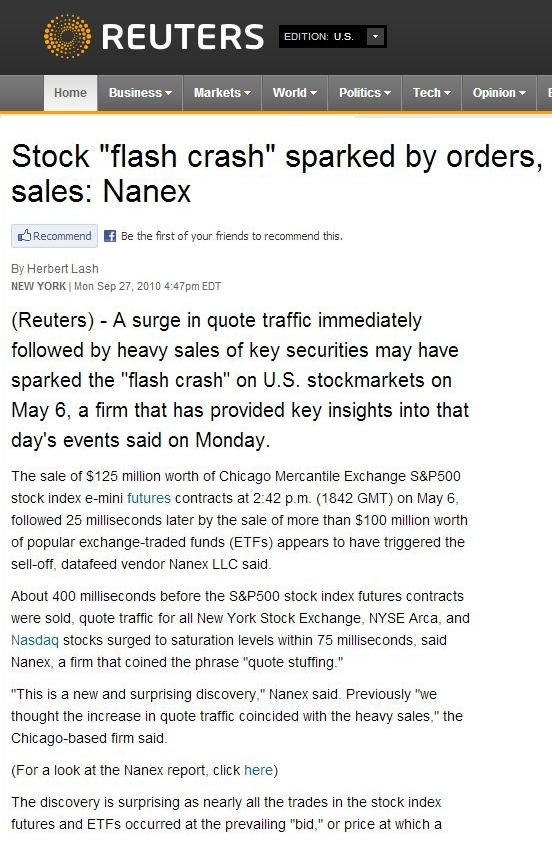 REUTERS
EDITION: U.S.
Home Business Markets World Politics Tech Opinion
Stock "flash crash" sparked by orders,
sales: Nanex
Recommend Be the first of your friends to recommend this.
By Herbert Lash
NEW YORK | Mon Sep 27, 2010 4:47pm EDT
(Reuters) - A surge in quote traffic immediately
followed by heavy sales of key securities may have
sparked the "flash crash" on U.S. stockmarkets on
May 6, a firm that has provided key insights into that
day's events said on Monday.
The sale of $125 million worth of Chicago Mercantile Exchange S&P500
stock index e-mini futures contracts at 2:42 p.m. (1842 GMT) on May 6,
followed 25 milliseconds later by the sale of more than $100 million worth
of popular exchange-traded funds (ETFs) appears to have triggered the
sell-off, datafeed vendor Nanex LLC said.
About 400 milliseconds before the S&P500 stock index futures contracts
were sold, quote traffic for all New York Stock Exchange, NYSE Arca, and
Nasdaq stocks surged to saturation levels within 75 milliseconds, said
Nanex, a firm that coined the phrase "quote stuffing."
"This is a new and surprising discovery," Nanex said. Previously "we
thought the increase in quote traffic coincided with the heavy sales," the
Chicago-based firm said.
(For a look at the Nanex report, click here)
The discovery is surprising as nearly all the trades in the stock index
futures and ETFs occurred at the prevailing "bid," or price at which a